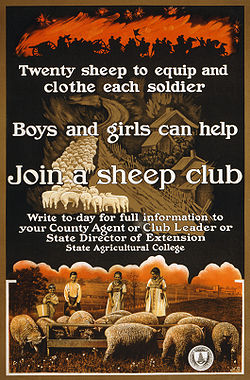 Twenty sheep to equip and
clothe each soldier
Boys and girls can help
Join a sheep club
Write to-day for full information to
your County Agent or Club Leader or
State Director of Extension
State Agricultural College